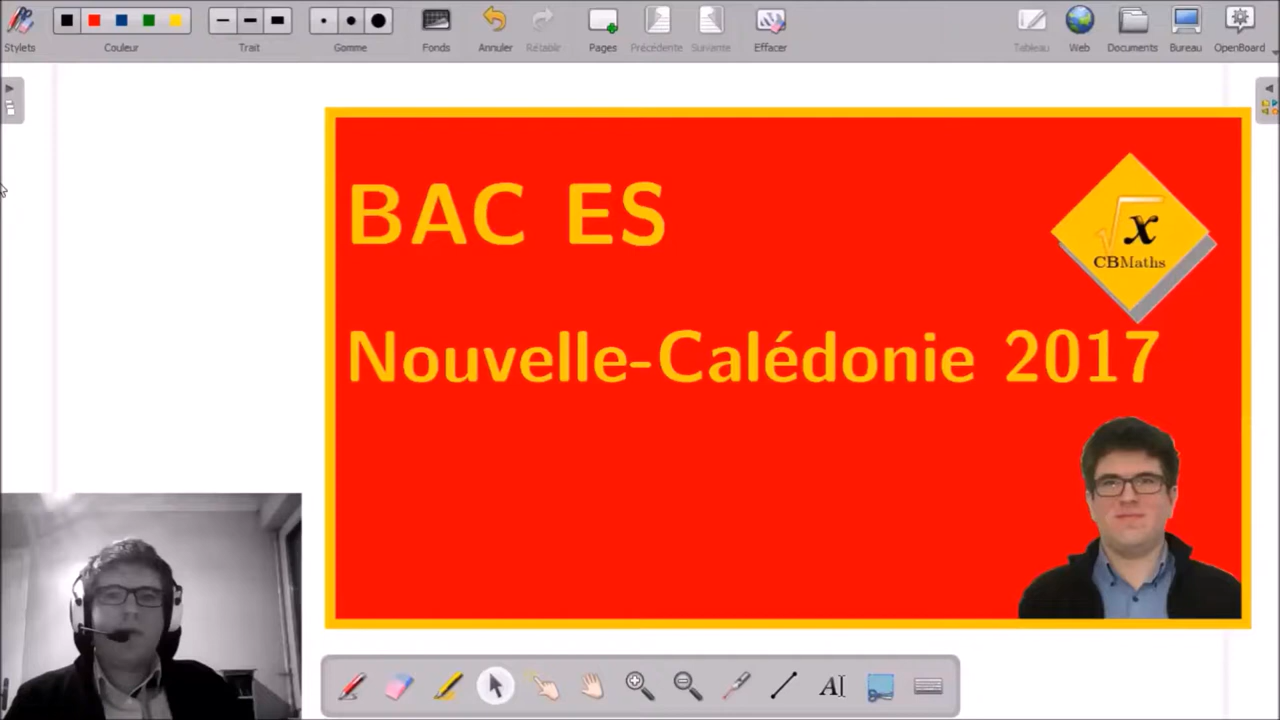 Stylets
Couleur
Trait
Gomme
Fonds
Annuler
Rétablir
Pages
Précédente
Suivante
Effacer
Tableau
Web
Documents
Bureau
OpenBoard
BAC ES
√x
CBMaths
Nouvelle-Calédonie 2017
AI